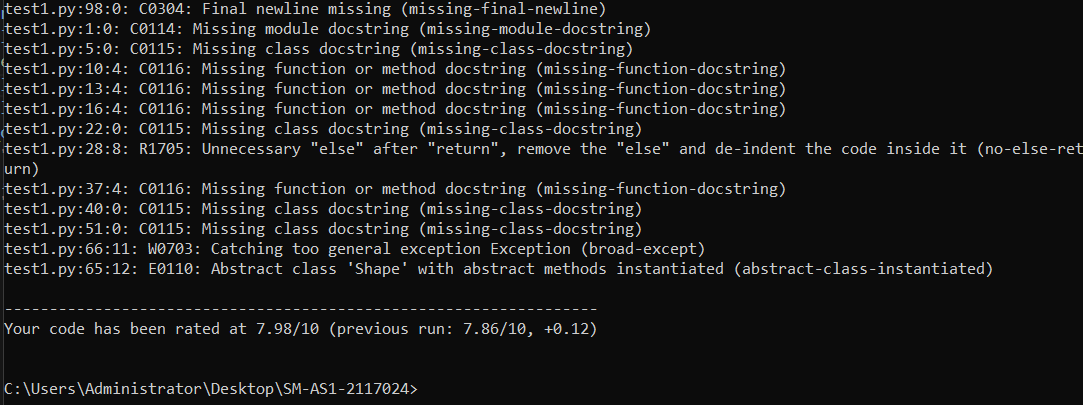 test1.py:98:0: C0304: Final newline missing (missing-final-newline)
test1.py:1:0: C0114: Missing module docstring (missing-module-docstring)
test1.py:5:0: C0115: Missing class docstring (missing-class-docstring)
test1.py:10:4: C0116: Missing function or method docstring (missing-function-docstring)
test1.py:13:4: C0116: Missing function or method docstring (missing-function-docstring)
test1.py:16:4: C0116: Missing function or method docstring (missing-function-docstring)
test1.py:22:0: C0115: Missing class docstring (missing-class-docstring)
test1.py:28:8: R1705: Unnecessary "else" after "return", remove the "else" and de-indent the code inside it (no-else-ret
urn)
test1.py:37:4: C0116: Missing function or method docstring (missing-function-docstring)
test1.py:40:0: C0115: Missing class docstring (missing-class-docstring)
test1.py:51:0: C0115: Missing class docstring (missing-class-docstring)
test1.py:66:11: W0703: Catching too general exception Exception (broad-except)
test1.py:65:12: E0110: Abstract class 'Shape' with abstract methods instantiated (abstract-class-instantiated)
------------------------------------------------------------------
Your code has been rated at 7.98/10 (previous run: 7.86/10, +0.12)
C:\Users\Administrator\Desktop\SM-AS1-2117024>